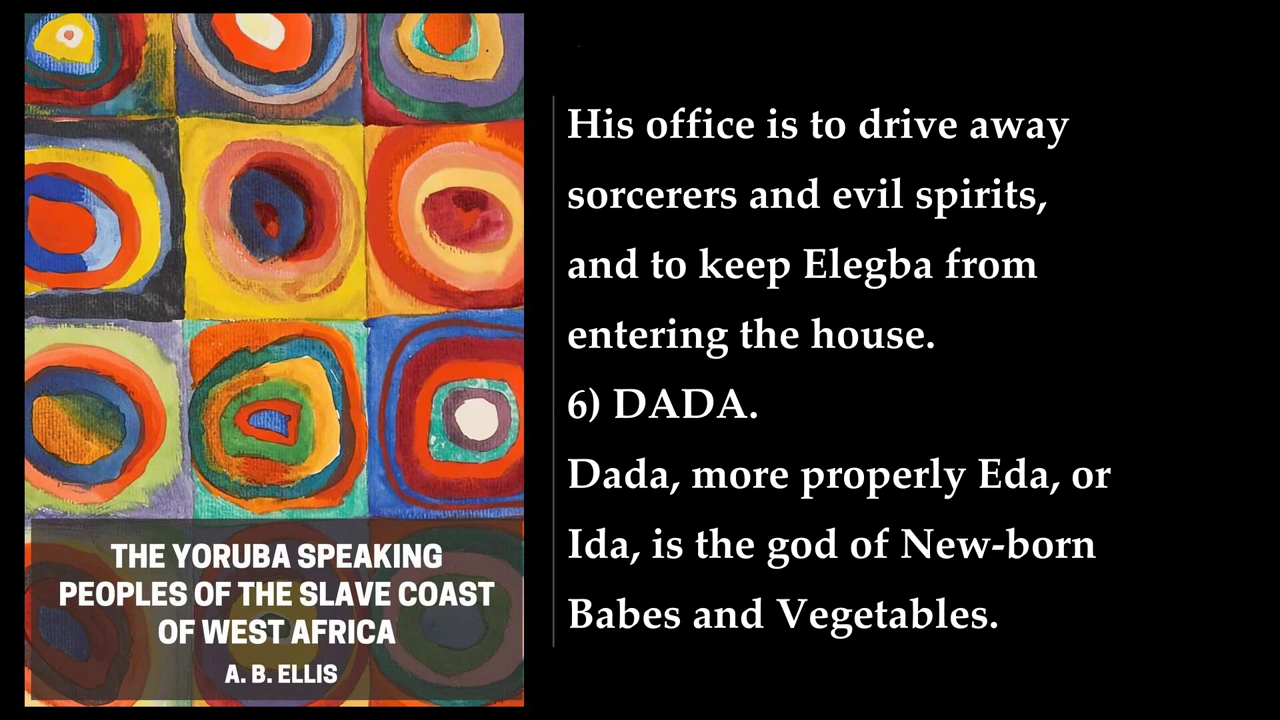 THE YORUBA SPEAKING
PEOPLES OF THE SLAVE COAST
OF WEST AFRICA
A. B. ELLIS
His office is to drive away
sorcerers and evil spirits,
and to keep Elegba from
entering the house.
6) DADA.
Dada, more properly Eda, or
Ida, is the god of New-born
Babes and Vegetables.